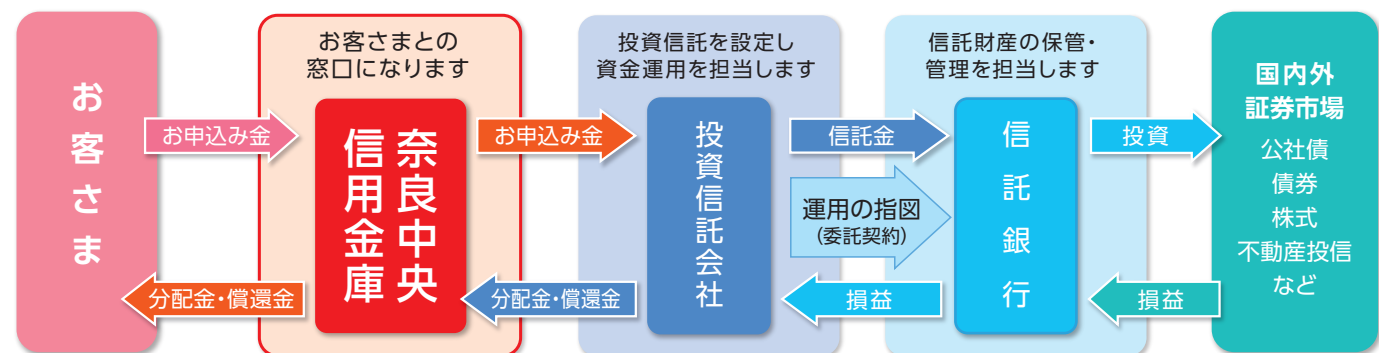 お客さま
お客さまとの
窓口になります
奈良中央
信用金庫
投資信託を設定し
資金運用を担当します
投資信託会社
信託財産の保管・
管理を担当します
信託銀行
国内外
証券市場
公社債
債券
株式
不動産投信
など
お申込み金
お申込み金
信託金
投資
運用の指図
(委託契約)
分配金・償還金
分配金・償還金
損益
損益